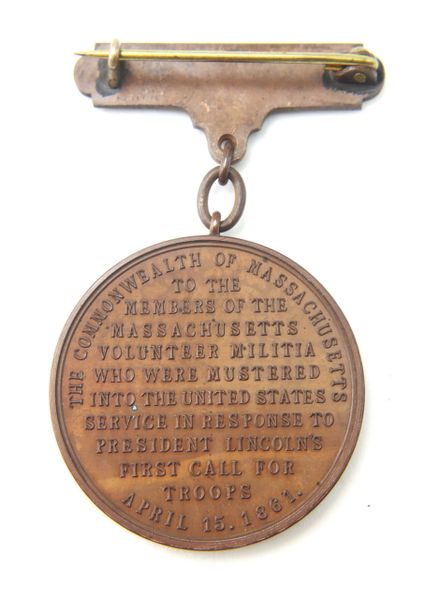 THE COMMONWEALTH OF MASSACHUSETTS
TO THE
MEMBERS OF THE
MASSACHUSETTS
VOLUNTEER MILITIA
WHO WERE MUSTERED
INTO THE UNITED STATES
SERVICE IN RESPONSE TO
PRESIDENT LINCOLN'S
FIRST CALL FOR
TROOPS
APRIL 15. 1861.